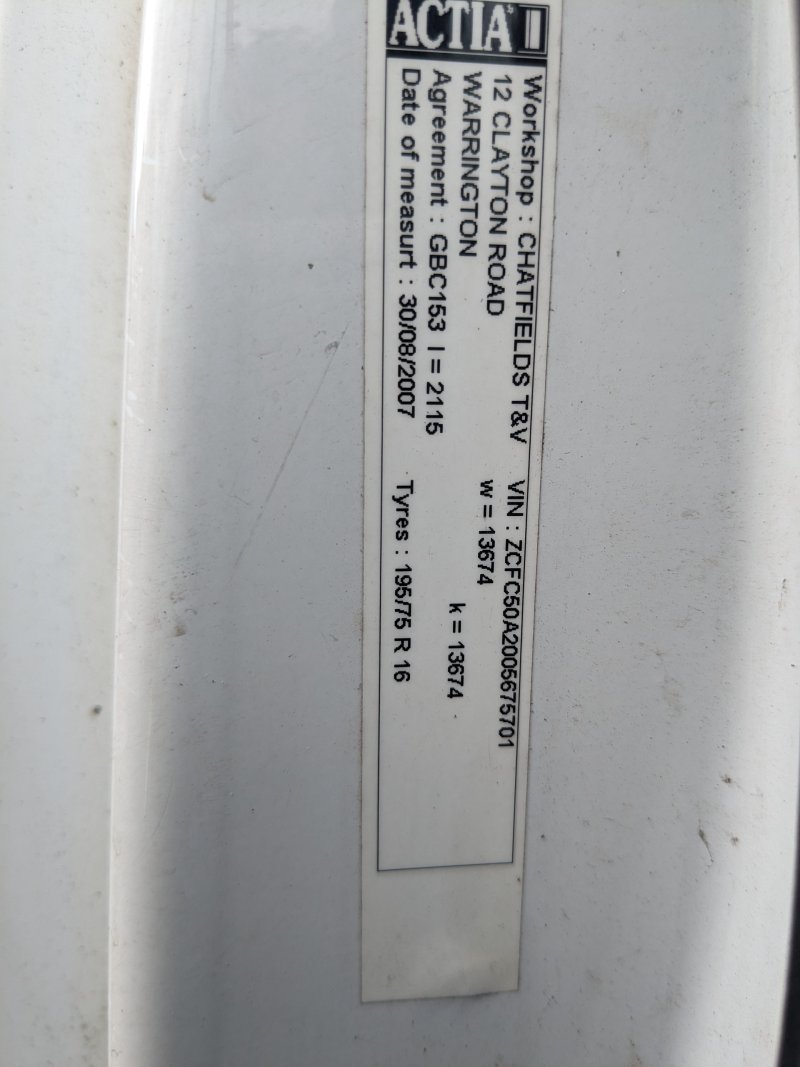 ACTIA
Workshop : CHATFIELDS T&V VIN : ZCFC50A2005675701
12 CLAYTON ROAD w = 13674
WARRINGTON k = 13674
Agreement : GBC153 l = 2115
Date of measurt : 30/08/2007 Tyres : 195/75 R 16